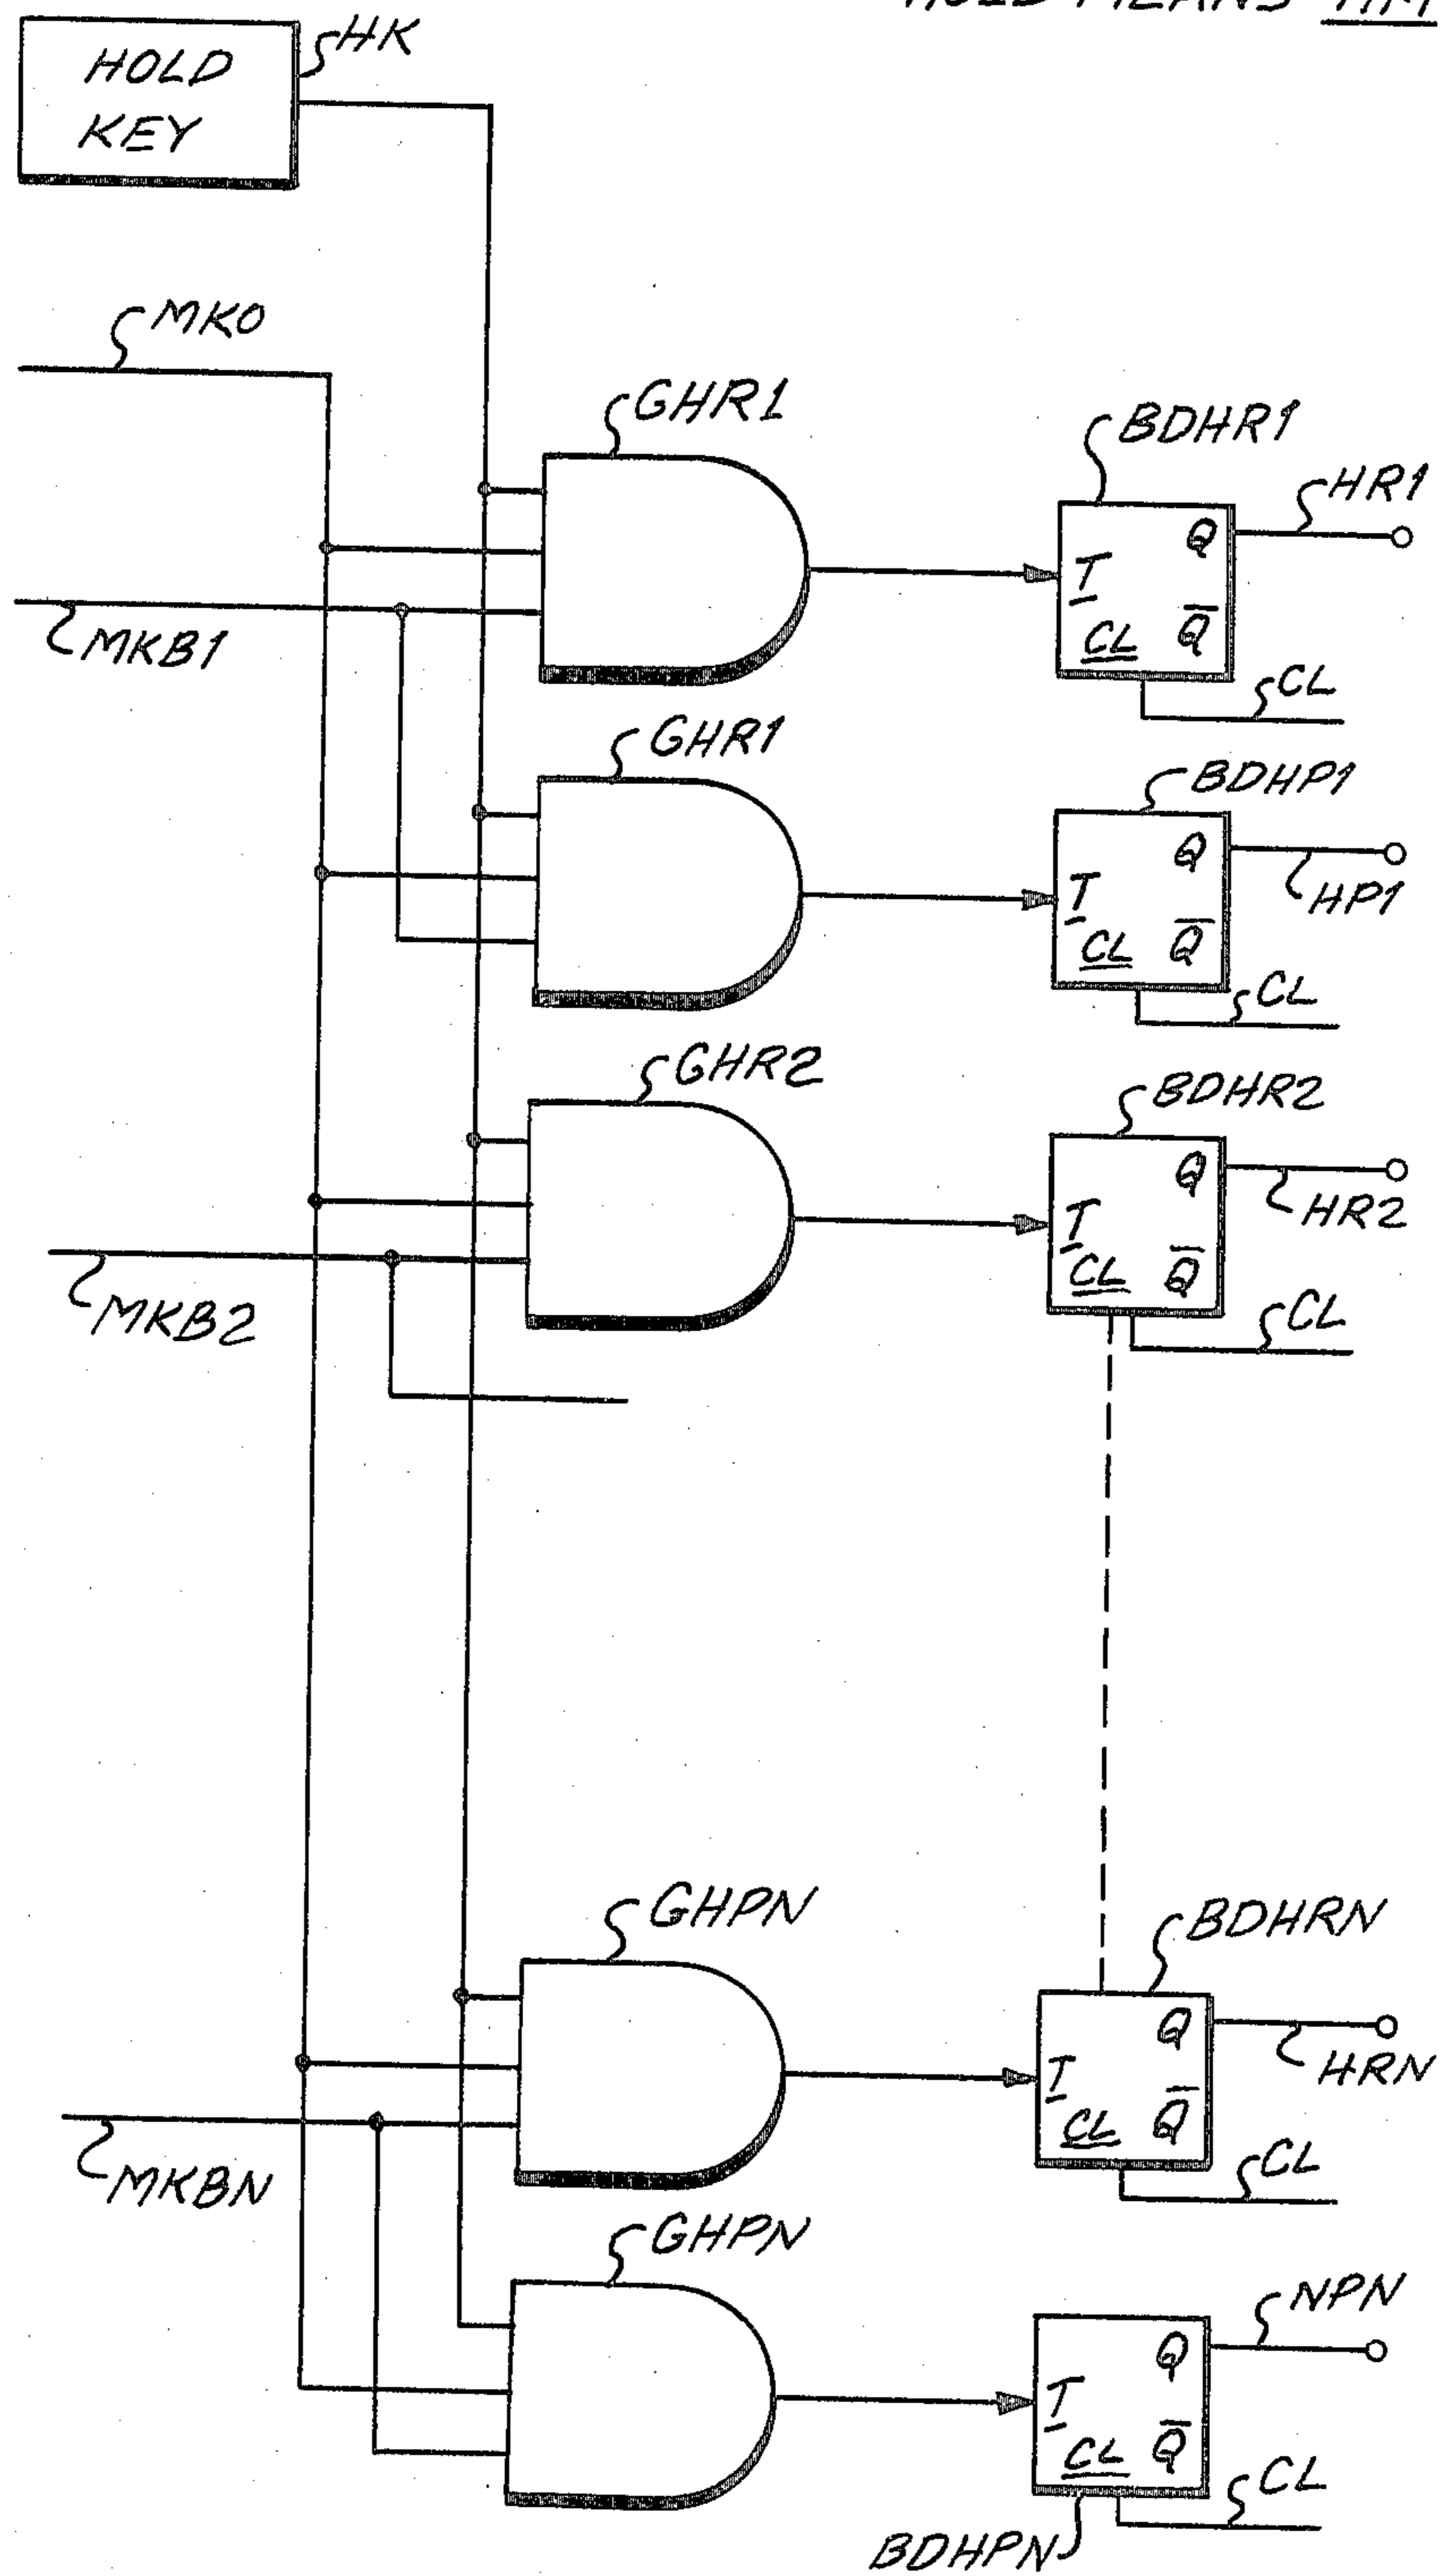 HOLD MEANS HM
HOLD
KEY
HK
MKO
GHR1
BDHR1
HR1
Q
T
Q
CL
MKB1
CL
GHR1
BDHP1
Q
HP1
T
Q
CL
CL
GHR2
BDHR2
Q
HR2
T
Q
CL
MKB2
CL
GHPN
BDHRN
Q
HRN
T
Q
CL
MKBN
CL
GHPN
NPN
Q
T
Q
CL
CL
BDHPN